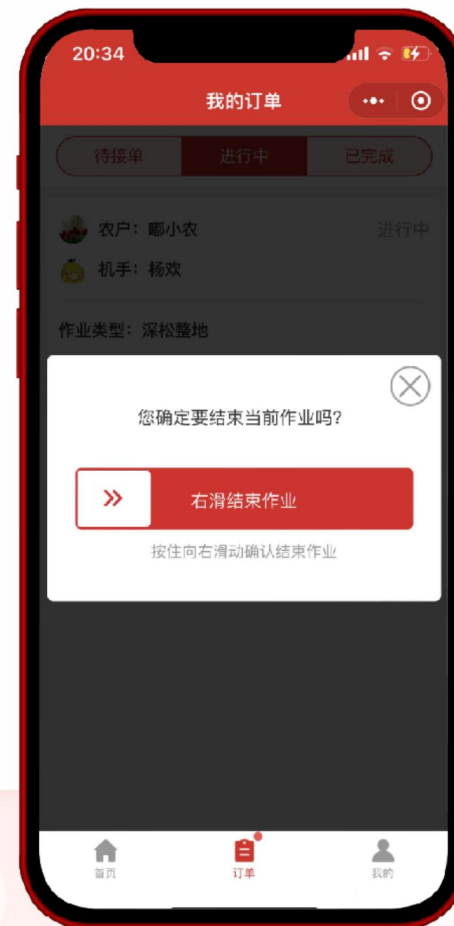 20:34
我的订单
待接单
进行中
已完成
农户：嘟小农
进行中
机手：杨欢
作业类型：深松整地
您确定要结束当前作业吗？
右滑结束作业
按住向右滑动确认结束作业
首页
订单
我的